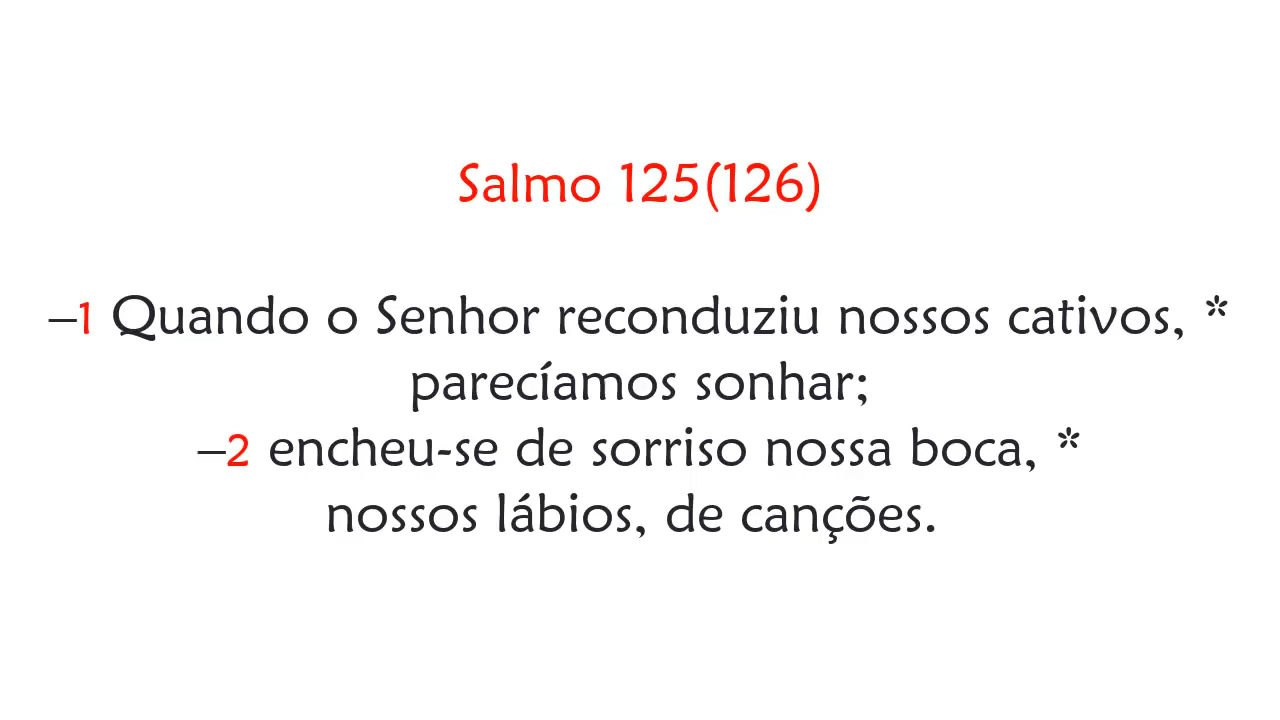 Salmo 125(126)
–1 Quando o Senhor reconduziu nossos cativos, *
parecíamos sonhar;
–2 encheu-se de sorriso nossa boca, *
nossos lábios, de canções.